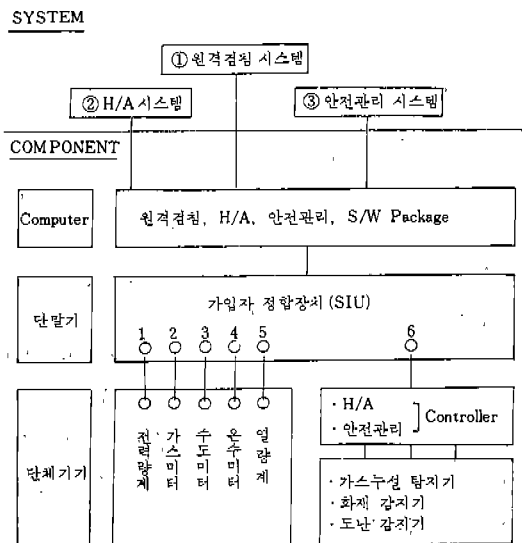 SYSTEM
① 원격검침 시스템
② H/A 시스템
③ 안전관리 시스템
COMPONENT
Computer
원격검침, H/A, 안전관리, S/W Package
단말기
가입자 정합장치 (SIU)
1 2 3 4 5 6
단체기기
전력량계
가스미터
수도미터
온수미터
열량계
· H/A
· 안전관리
Controller
· 가스누설 탐지기
· 화재 감지기
· 도난 감지기